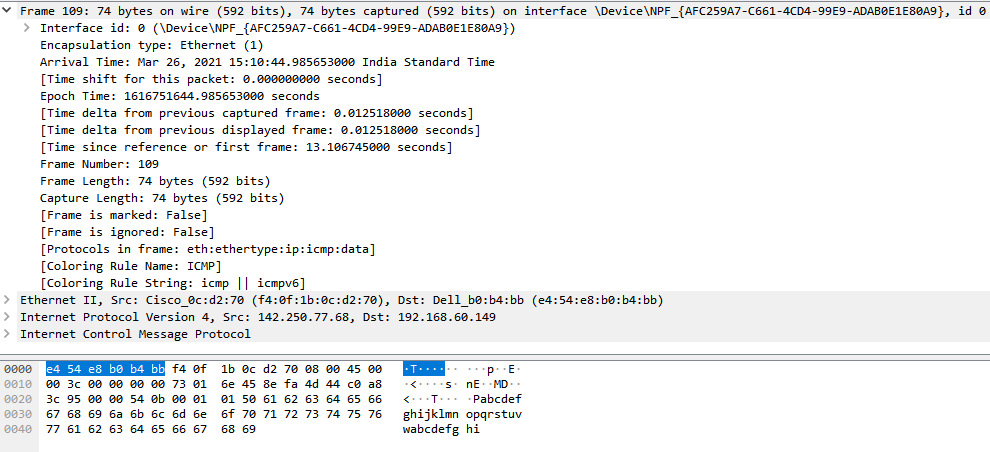 Frame 109: 74 bytes on wire (592 bits), 74 bytes captured (592 bits) on interface \Device\NPF_{AFC259A7-C661-4CD4-99E9-ADAB0E1E80A9}, id 0
Interface id: 0 (\Device\NPF_{AFC259A7-C661-4CD4-99E9-ADAB0E1E80A9})
Encapsulation type: Ethernet (1)
Arrival Time: Mar 26, 2021 15:10:44.985653000 India Standard Time
[Time shift for this packet: 0.000000000 seconds]
Epoch Time: 1616751644.985653000 seconds
[Time delta from previous captured frame: 0.012518000 seconds]
[Time delta from previous displayed frame: 0.012518000 seconds]
[Time since reference or first frame: 13.106745000 seconds]
Frame Number: 109
Frame Length: 74 bytes (592 bits)
Capture Length: 74 bytes (592 bits)
[Frame is marked: False]
[Frame is ignored: False]
[Protocols in frame: eth:ethertype:ip:icmp:data]
[Coloring Rule Name: ICMP]
[Coloring Rule String: icmp || icmpv6]
Ethernet II, Src: Cisco_0c:d2:70 (f4:0f:1b:0c:d2:70), Dst: Dell_b0:b4:bb (e4:54:e8:b0:b4:bb)
Internet Protocol Version 4, Src: 142.250.77.68, Dst: 192.168.60.149
Internet Control Message Protocol
0000 e4 54 e8 b0 b4 bb f4 0f 1b 0c d2 70 08 00 45 00 ·T······ ···p··E·
0010 00 3c 00 00 00 00 73 01 6e 45 8e fa 4d 44 c0 a8 ·<····s· nE··MD··
0020 3c 95 00 00 54 0b 00 01 01 50 61 62 63 64 65 66 <···T··· ·Pabcdef
0030 67 68 69 6a 6b 6c 6d 6e 6f 70 71 72 73 74 75 76 ghijklmn opqrstuv
0040 77 61 62 63 64 65 66 67 68 69 wabcdefg hi